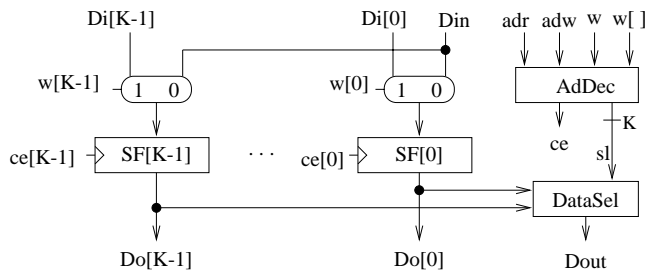 Di[K-1] Di[0] Din adr adw w w[ ]
w[K-1] 1 0 w[0] 1 0 AdDec
K
ce[K-1] SF[K-1] . . . ce[0] SF[0] ce sl
DataSel
Do[K-1] Do[0] Dout